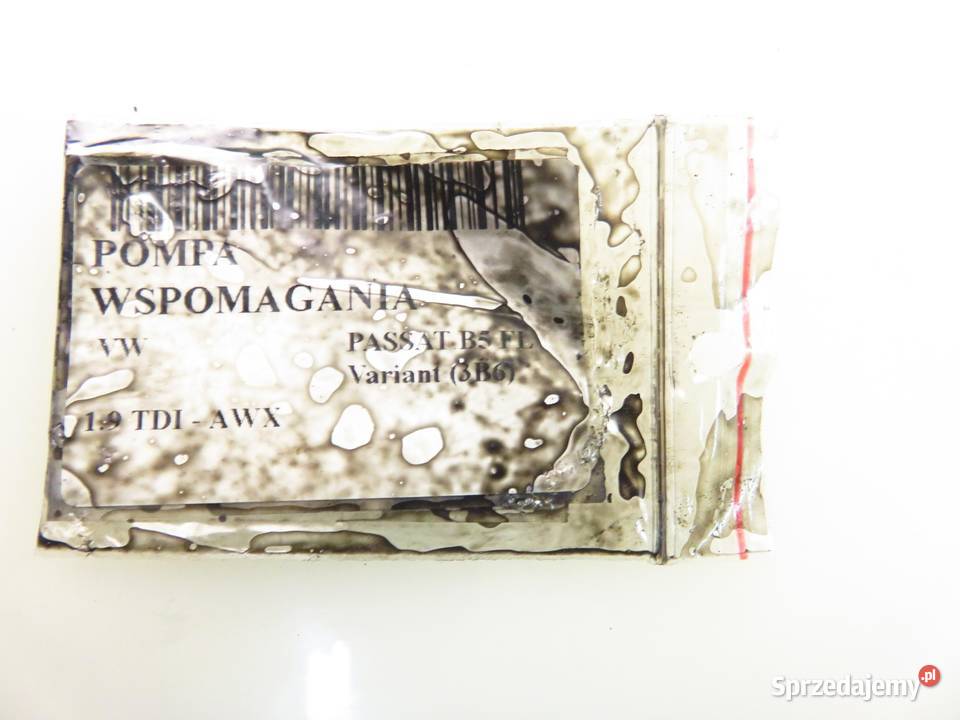 POMPA
WSPOMAGANIA
VW
PASSAT B5 FL
Variant (3B6)
1.9 TDI - AWX
Sprzedajemy.pl